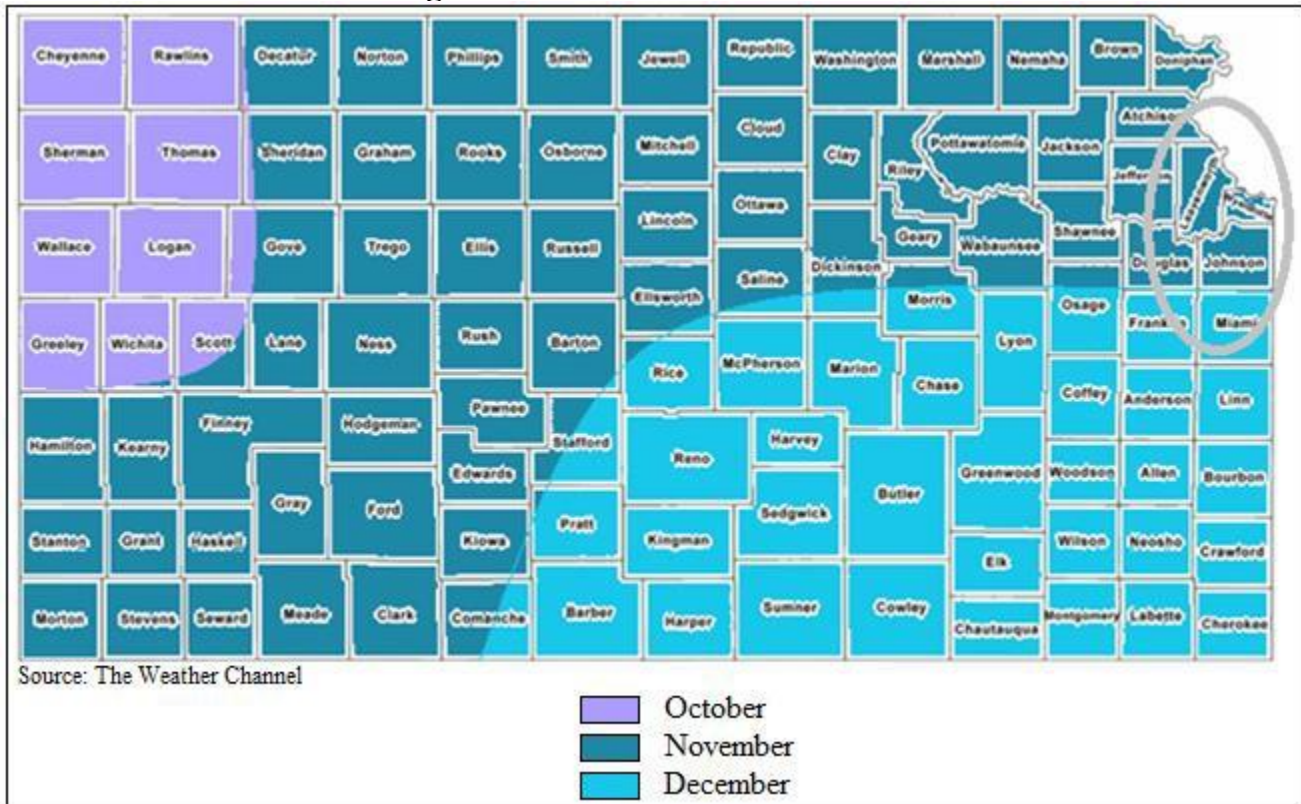 Cheyenne Rawlins Decatur Norton Phillips Smith Jewell Republic Washington Marshall Nemaha Brown Doniphan
Sherman Thomas Sheridan Graham Rooks Osborne Mitchell Cloud Clay Riley Pottawatomie Jackson Atchison
Jefferson Leavenworth Wyandotte
Wallace Logan Gove Trego Ellis Russell Lincoln Ottawa Dickinson Geary Wabaunsee Shawnee Douglas Johnson
Ellsworth Saline Morris Osage Franklin Miami
Greeley Wichita Scott Lane Ness Rush Barton Rice McPherson Marion Chase Lyon
Coffey Anderson Linn
Hamilton Kearny Finney Hodgeman Pawnee Stafford Reno Harvey
Edwards Butler Greenwood Woodson Allen Bourbon
Gray Ford Pratt Kingman Sedgwick
Stanton Grant Haskell Kiowa Elk Wilson Neosho Crawford
Morton Stevens Seward Meade Clark Comanche Barber Harper Sumner Cowley Chautauqua Montgomery Labette Cherokee
Source: The Weather Channel
October
November
December